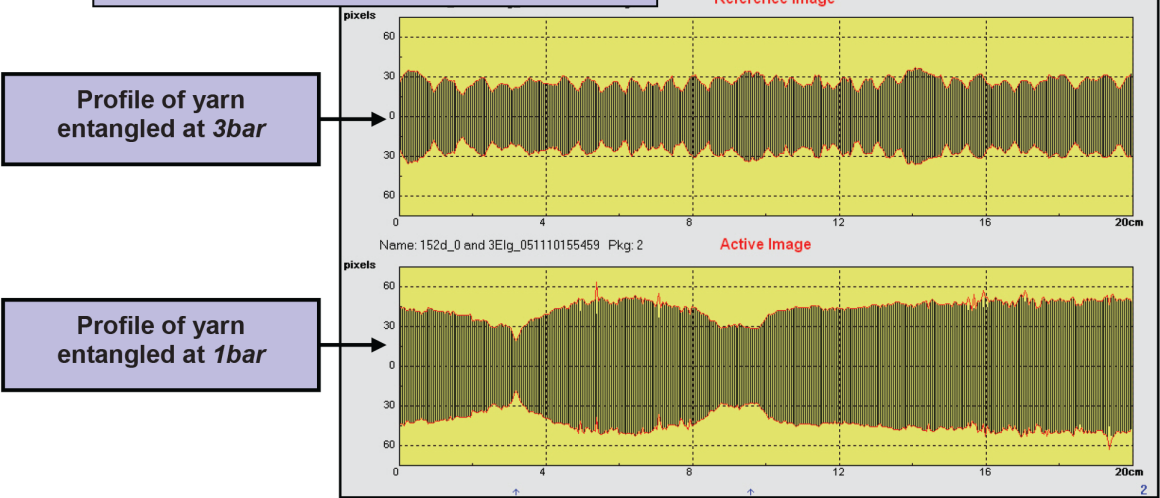 Reference Image
pixels
60
30
0
30
60
0 4 8 12 16 20cm
Profile of yarn
entangled at 3bar
Name: 152d_0 and 3Elg_051110155459 Pkg: 2 Active Image
pixels
60
30
0
30
60
0 4 8 12 16 20cm
Profile of yarn
entangled at 1bar
2